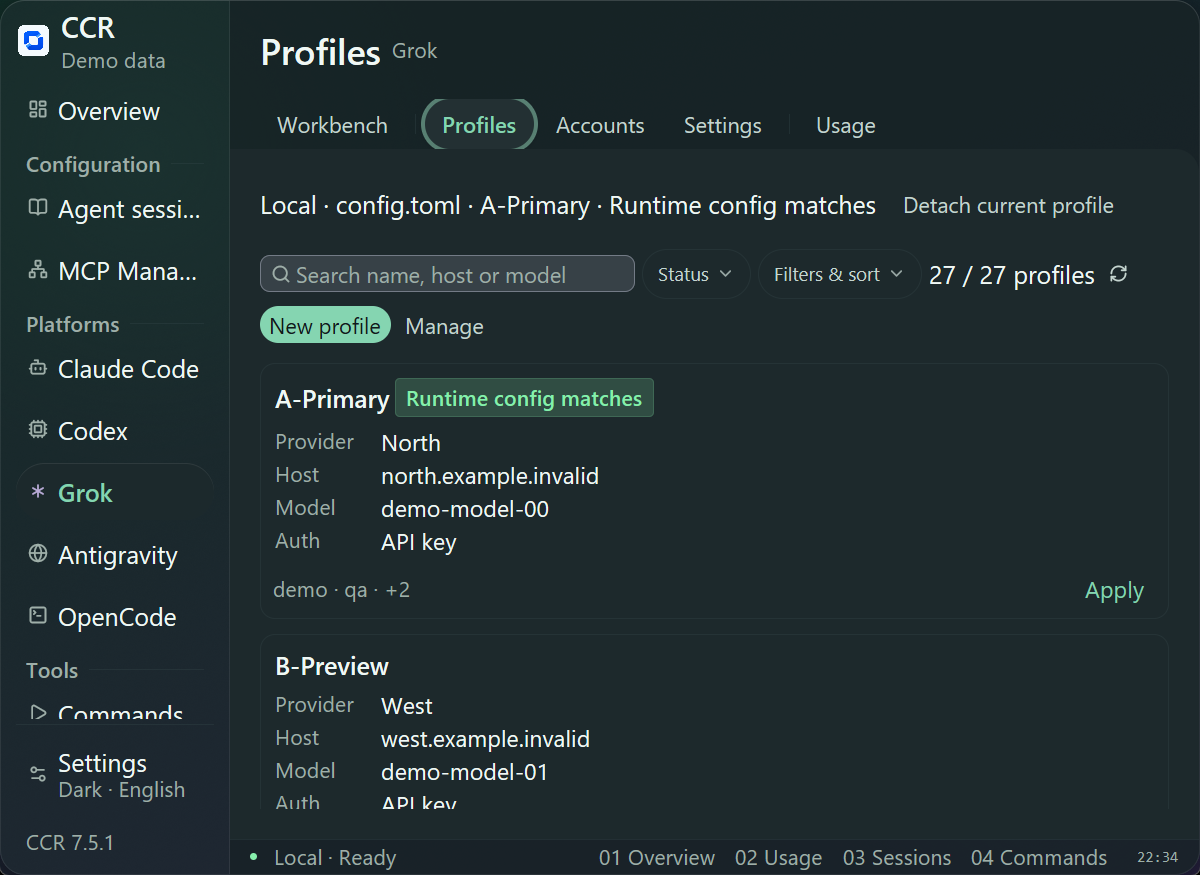 CCR
Demo data
Overview
Configuration
Agent sessi...
MCP Mana...
Platforms
Claude Code
Codex
Grok
Antigravity
OpenCode
Tools
Commands
Settings
Dark · English
CCR 7.5.1
Profiles Grok
Workbench Profiles Accounts Settings Usage
Local · config.toml · A-Primary · Runtime config matches Detach current profile
Search name, host or model Status Filters & sort 27 / 27 profiles
New profile Manage
A-Primary Runtime config matches
Provider North
Host north.example.invalid
Model demo-model-00
Auth API key
demo · qa · +2 Apply
B-Preview
Provider West
Host west.example.invalid
Model demo-model-01
Auth API key
Local · Ready 01 Overview 02 Usage 03 Sessions 04 Commands 22:34